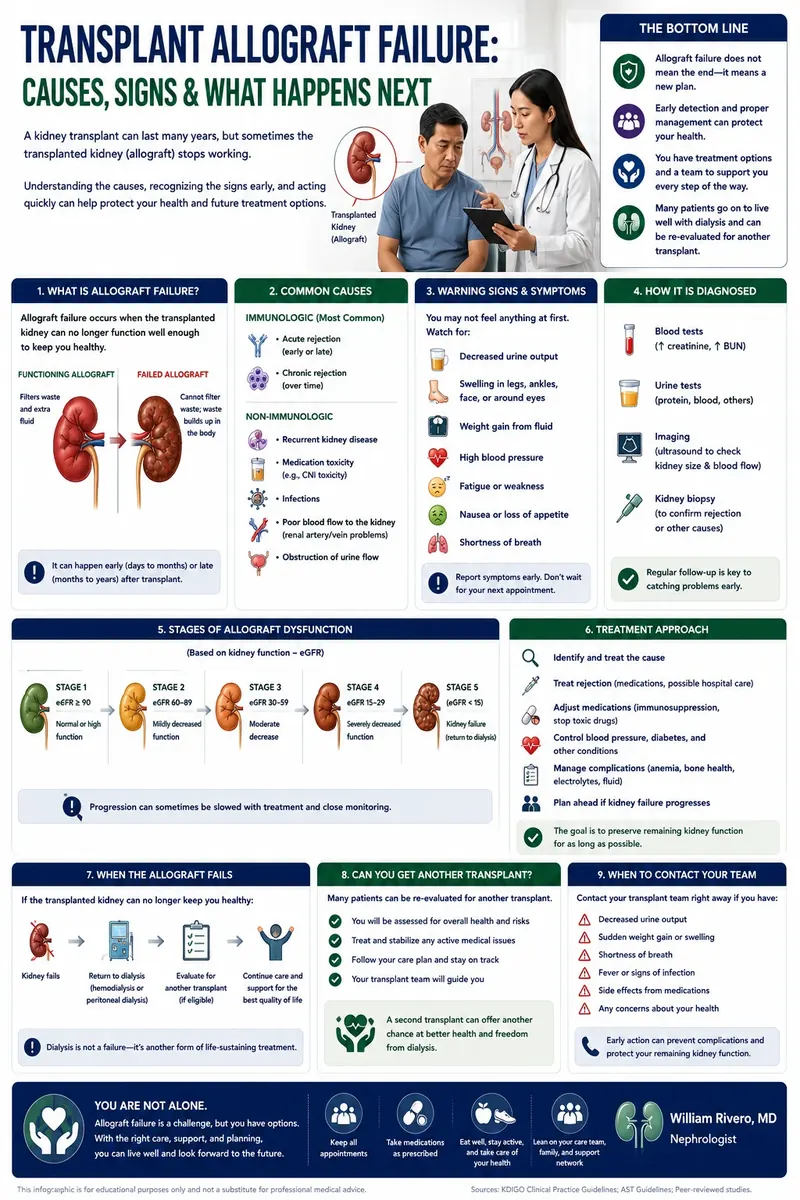 TRANSPLANT ALLOGRAFT FAILURE:
CAUSES, SIGNS & WHAT HAPPENS NEXT
A kidney transplant can last many years, but sometimes the
transplanted kidney (allograft) stops working.
Understanding the causes, recognizing the signs early, and acting
quickly can help protect your health and future treatment options.
Transplanted
Kidney
(Allograft)
THE BOTTOM LINE
Allograft failure does not
mean the end—it means a
new plan.
Early detection and proper
management can protect
your health.
You have treatment options
and a team to support you
every step of the way.
Many patients go on to live
well with dialysis and can
be re-evaluated for another
transplant.
1. WHAT IS ALLOGRAFT FAILURE?
Allograft failure occurs when the transplanted
kidney can no longer function well enough
to keep you healthy.
FUNCTIONING ALLOGRAFT
Filters waste
and extra
fluid
FAILED ALLOGRAFT
Cannot filter
waste; waste
builds up in
the body
It can happen early (days to months) or late
(months to years) after transplant.
2. COMMON CAUSES
IMMUNOLOGIC (Most Common)
• Acute rejection
(early or late)
• Chronic rejection
(over time)
NON-IMMUNOLOGIC
• Recurrent kidney disease
• Medication toxicity
(e.g., CNI toxicity)
• Infections
• Poor blood flow to the kidney
(renal artery/vein problems)
• Obstruction of urine flow
3. WARNING SIGNS & SYMPTOMS
You may not feel anything at first.
Watch for:
Decreased urine output
Swelling in legs, ankles,
face, or around eyes
Weight gain from fluid
High blood pressure
Fatigue or weakness
Nausea or loss of appetite
Shortness of breath
Report symptoms early. Don't wait
for your next appointment.
4. HOW IT IS DIAGNOSED
Blood tests
(↑ creatinine, ↑ BUN)
Urine tests
(protein, blood, others)
Imaging
(ultrasound to check
kidney size & blood flow)
Kidney biopsy
(to confirm rejection
or other causes)
Regular follow-up is key to
catching problems early.
5. STAGES OF ALLOGRAFT DYSFUNCTION
(Based on kidney function – eGFR)
STAGE 1
eGFR ≥ 90
Normal or high
function
STAGE 2
eGFR 60–89
Mildly decreased
function
STAGE 3
eGFR 30–59
Moderate
decrease
STAGE 4
eGFR 15–29
Severely decreased
function
STAGE 5
(eGFR < 15)
Kidney failure
(return to dialysis)
Progression can sometimes be slowed with treatment and close monitoring.
6. TREATMENT APPROACH
Identify and treat the cause
Treat rejection (medications, possible hospital care)
Adjust medications (immunosuppression,
stop toxic drugs)
Control blood pressure, diabetes, and
other conditions
Manage complications (anemia, bone health,
electrolytes, fluid)
Plan ahead if kidney failure progresses
The goal is to preserve remaining kidney function
for as long as possible.
7. WHEN THE ALLOGRAFT FAILS
If the transplanted kidney can no longer keep you healthy:
Kidney fails
Return to dialysis
(hemodialysis or
peritoneal dialysis)
Evaluate for
another transplant
(if eligible)
Continue care and
support for the
best quality of life
Dialysis is not a failure—it's another form of life-sustaining treatment.
8. CAN YOU GET ANOTHER TRANSPLANT?
Many patients can be re-evaluated for another transplant.
You will be assessed for overall health and risks
Treat and stabilize any active medical issues
Follow your care plan and stay on track
Your transplant team will guide you
A second transplant can offer another
chance at better health and freedom
from dialysis.
9. WHEN TO CONTACT YOUR TEAM
Contact your transplant team right away if you have:
Decreased urine output
Sudden weight gain or swelling
Shortness of breath
Fever or signs of infection
Side effects from medications
Any concerns about your health
Early action can prevent complications and
protect your remaining kidney function.
YOU ARE NOT ALONE.
Allograft failure is a challenge, but you have options.
With the right care, support, and planning,
you can live well and look forward to the future.
Keep all
appointments
Take medications
as prescribed
Eat well, stay active,
and take care of
your health
Lean on your care team,
family, and support
network
William Rivero, MD
Nephrologist
This infographic is for educational purposes only and not a substitute for professional medical advice.
Sources: KDIGO Clinical Practice Guidelines; AST Guidelines; Peer-reviewed studies.